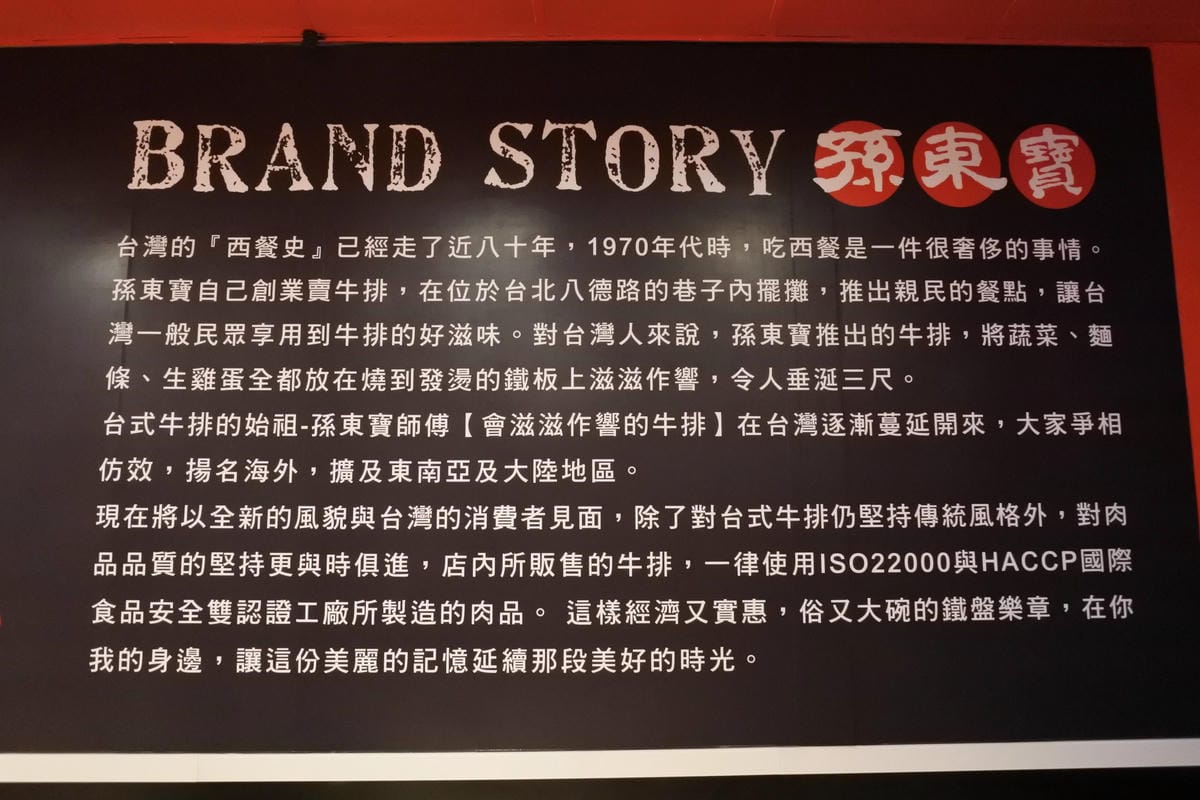 BRAND STORY 孫東寶
台灣的『西餐史』已經走了近八十年，1970年代時，吃西餐是一件很奢侈的事情。
孫東寶自己創業賣牛排，在位於台北八德路的巷子內擺攤，推出親民的餐點，讓台
灣一般民眾享用到牛排的好滋味。對台灣人來說，孫東寶推出的牛排，將蔬菜、麵
條、生雞蛋全都放在燒到發燙的鐵板上滋滋作響，令人垂涎三尺。
台式牛排的始祖-孫東寶師傅【會滋滋作響的牛排】在台灣逐漸蔓延開來，大家爭相
仿效，揚名海外，擴及東南亞及大陸地區。
現在將以全新的風貌與台灣的消費者見面，除了對台式牛排仍堅持傳統風格外，對肉
品品質的堅持更與時俱進，店內所販售的牛排，一律使用ISO22000與HACCP國際
食品安全雙認證工廠所製造的肉品。 這樣經濟又實惠，俗又大碗的鐵盤樂章，在你
我的身邊，讓這份美麗的記憶延續那段美好的時光。